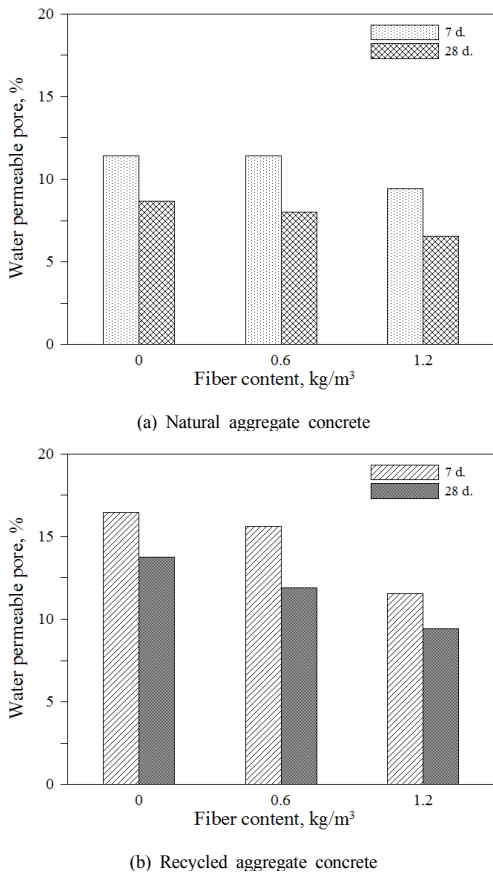 20
7 d.
28 d.
15
Water permeable pore, %
10
5
0
0 0.6 1.2
Fiber content, kg/m³
(a) Natural aggregate concrete
20
7 d.
28 d.
15
Water permeable pore, %
10
5
0
0 0.6 1.2
Fiber content, kg/m³
(b) Recycled aggregate concrete